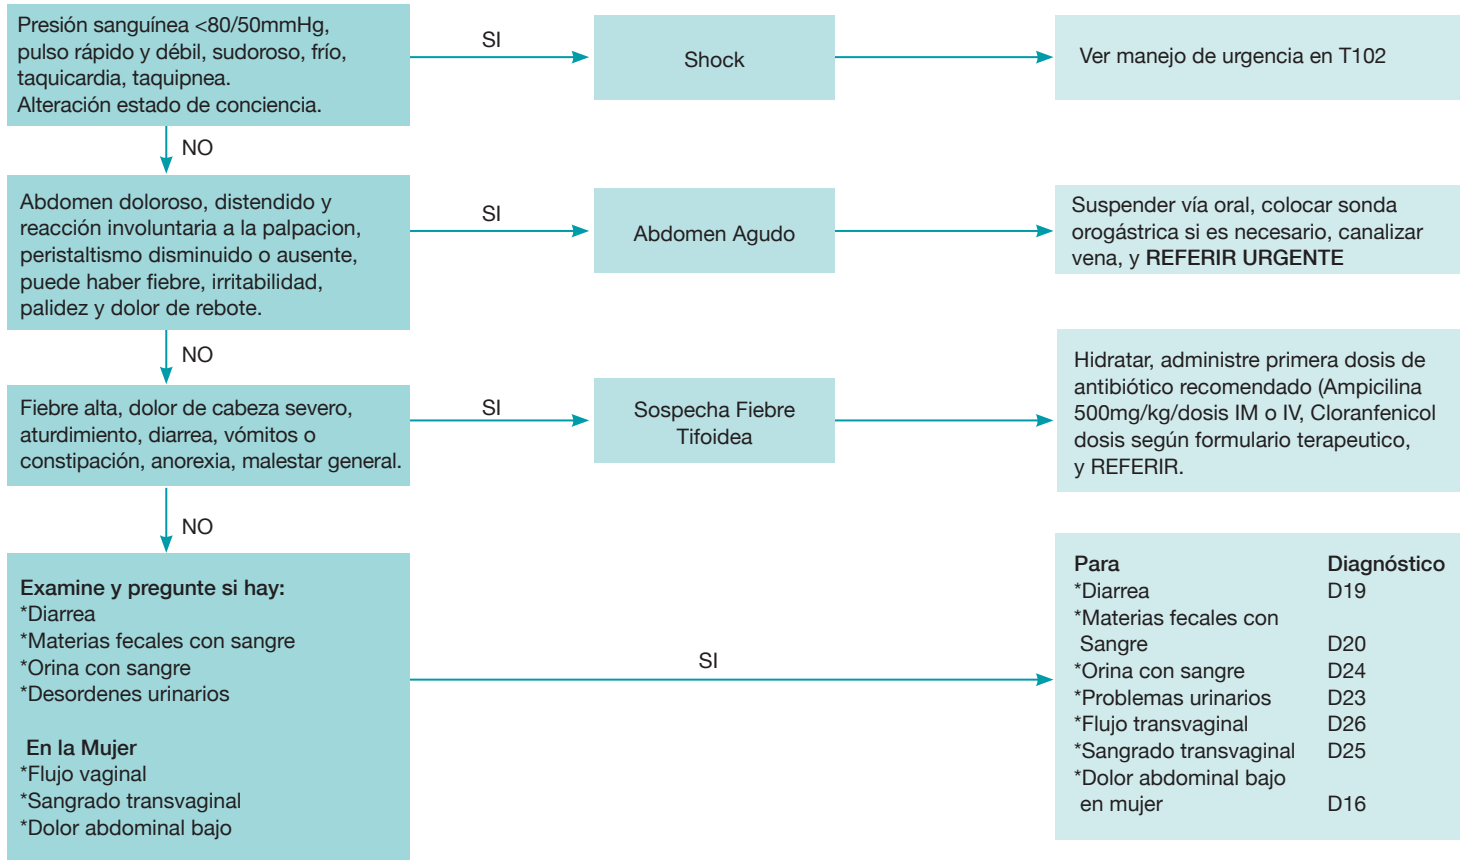 Presión sanguínea <80/50mmHg,
pulso rápido y débil, sudoroso, frío,
taquicardia, taquipnea.
Alteración estado de conciencia.
SI
Shock
Ver manejo de urgencia en T102
NO
Abdomen doloroso, distendido y
reacción involuntaria a la palpacion,
peristaltismo disminuido o ausente,
puede haber fiebre, irritabilidad,
palidez y dolor de rebote.
SI
Abdomen Agudo
Suspender vía oral, colocar sonda
orogástrica si es necesario, canalizar
vena, y REFERIR URGENTE
NO
Fiebre alta, dolor de cabeza severo,
aturdimiento, diarrea, vómitos o
constipación, anorexia, malestar general.
SI
Sospecha Fiebre
Tifoidea
Hidratar, administre primera dosis de
antibiótico recomendado (Ampicilina
500mg/kg/dosis IM o IV, Cloranfenicol
dosis según formulario terapeutico,
y REFERIR.
NO
Examine y pregunte si hay:
*Diarrea
*Materias fecales con sangre
*Orina con sangre
*Desordenes urinarios
En la Mujer
*Flujo vaginal
*Sangrado transvaginal
*Dolor abdominal bajo
SI
Para Diagnóstico
*Diarrea D19
*Materias fecales con
Sangre D20
*Orina con sangre D24
*Problemas urinarios D23
*Flujo transvaginal D26
*Sangrado transvaginal D25
*Dolor abdominal bajo
en mujer D16